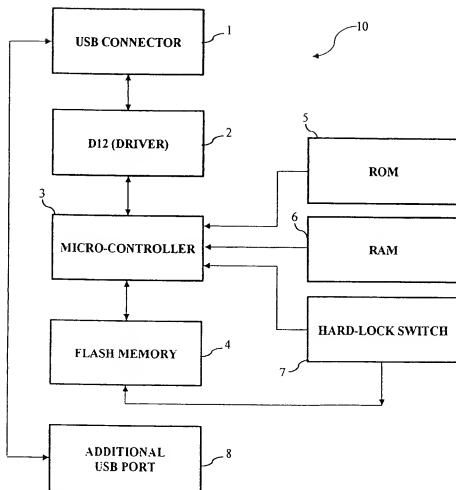 USB CONNECTOR
1
10
D12 (DRIVER)
2
5
ROM
3
MICRO-CONTROLLER
6
RAM
FLASH MEMORY
4
HARD-LOCK SWITCH
7
ADDITIONAL
USB PORT
8